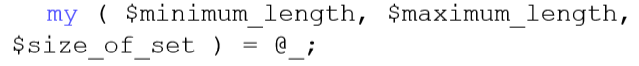 my ( $minimum_length, $maximum_length,
$size_of_set ) = @_;